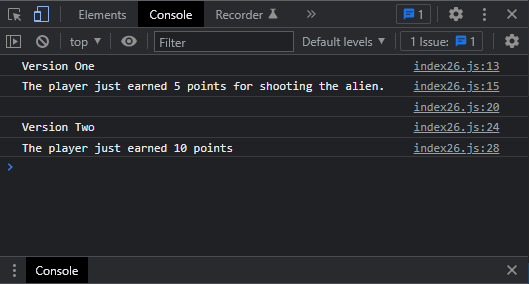 Elements Console Recorder » 1
top ▾ Filter Default levels ▾ 1 Issue: 1
Version One index26.js:13
The player just earned 5 points for shooting the alien. index26.js:15
index26.js:20
Version Two index26.js:24
The player just earned 10 points index26.js:28
>
Console